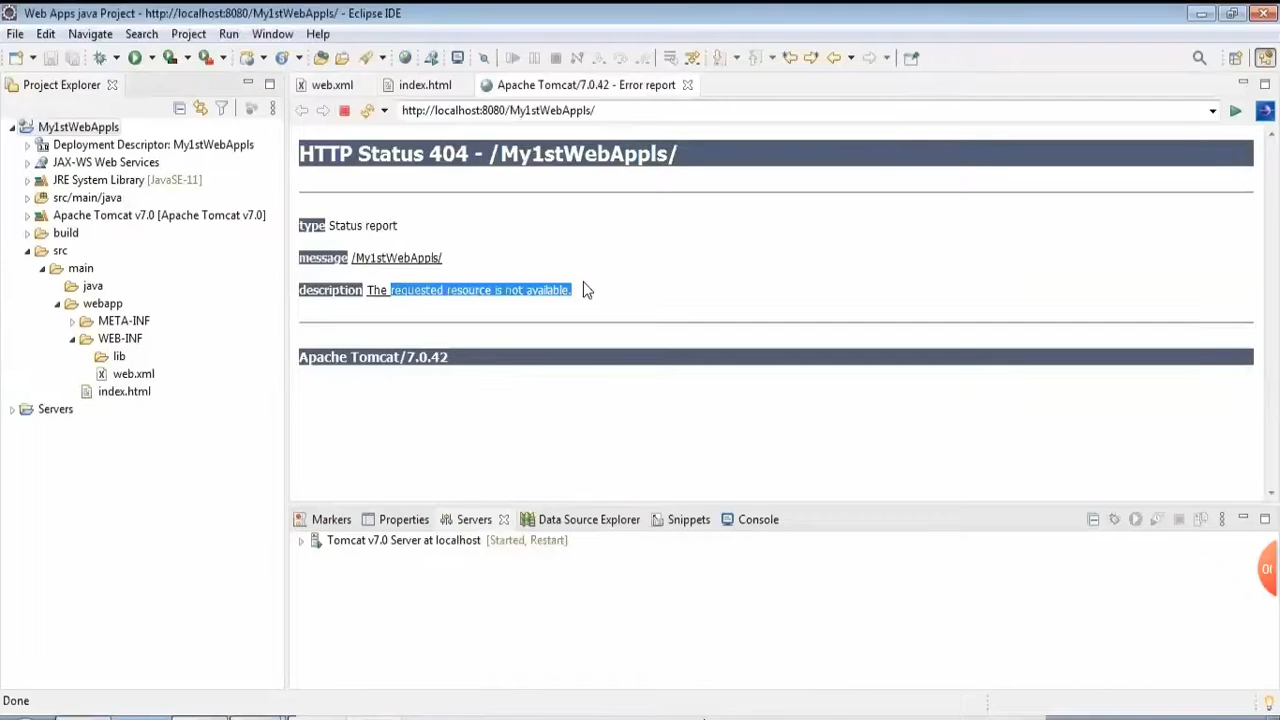 Web Apps java Project - http://localhost:8080/My1stWebAppls/ - Eclipse IDE
File Edit Navigate Search Project Run Window Help
Project Explorer
web.xml index.html Apache Tomcat/7.0.42 - Error report
http://localhost:8080/My1stWebAppls/
My1stWebAppls
Deployment Descriptor: My1stWebAppls
JAX-WS Web Services
JRE System Library [JavaSE-11]
src/main/java
Apache Tomcat v7.0 [Apache Tomcat v7.0]
build
src
main
java
webapp
META-INF
WEB-INF
lib
web.xml
index.html
Servers
HTTP Status 404 - /My1stWebAppls/
type Status report
message /My1stWebAppls/
description The requested resource is not available.
Apache Tomcat/7.0.42
Markers Properties Servers Data Source Explorer Snippets Console
Tomcat v7.0 Server at localhost [Started, Restart]
Done